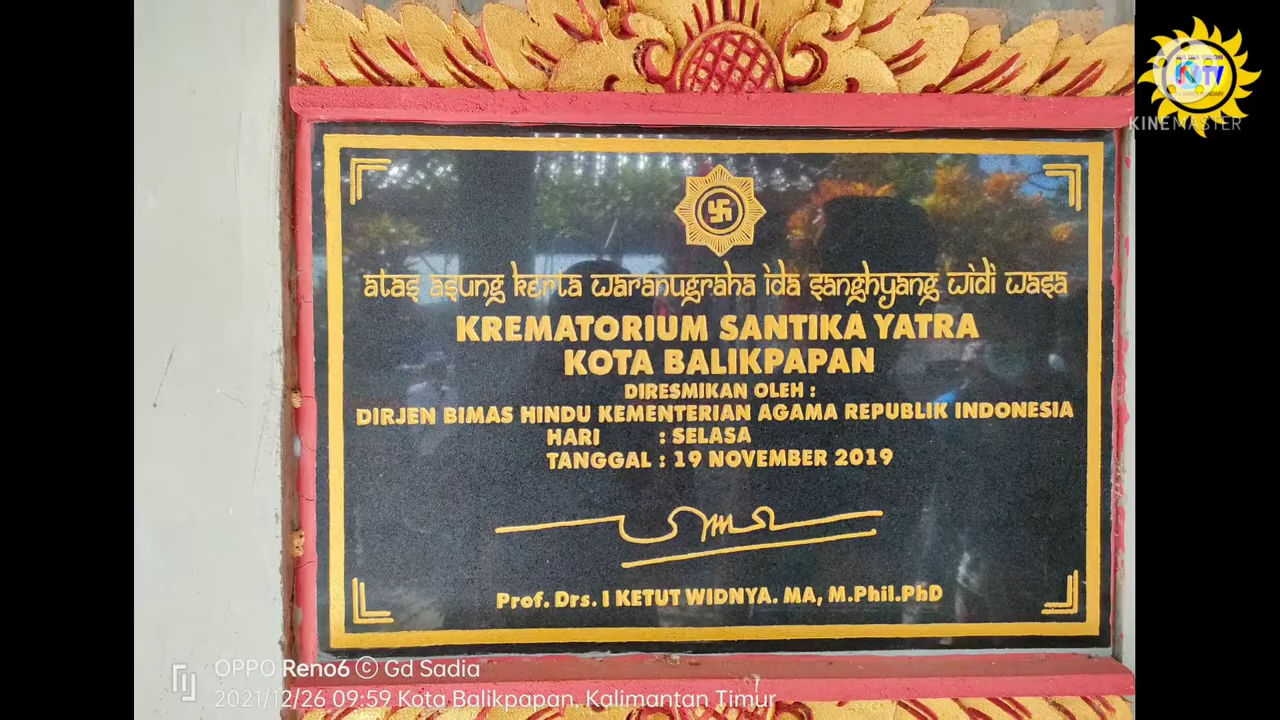 KTV
KINEMASTER
atas asung kerta waranugraha ida sanghyang widi wasa
KREMATORIUM SANTIKA YATRA
KOTA BALIKPAPAN
DIRESMIKAN OLEH :
DIRJEN BIMAS HINDU KEMENTERIAN AGAMA REPUBLIK INDONESIA
HARI : SELASA
TANGGAL : 19 NOVEMBER 2019
Prof. Drs. I KETUT WIDNYA. MA, M.Phil.PhD
OPPO Reno6 © Gd Sadia
2021/12/26 09:59 Kota Balikpapan, Kalimantan Timur